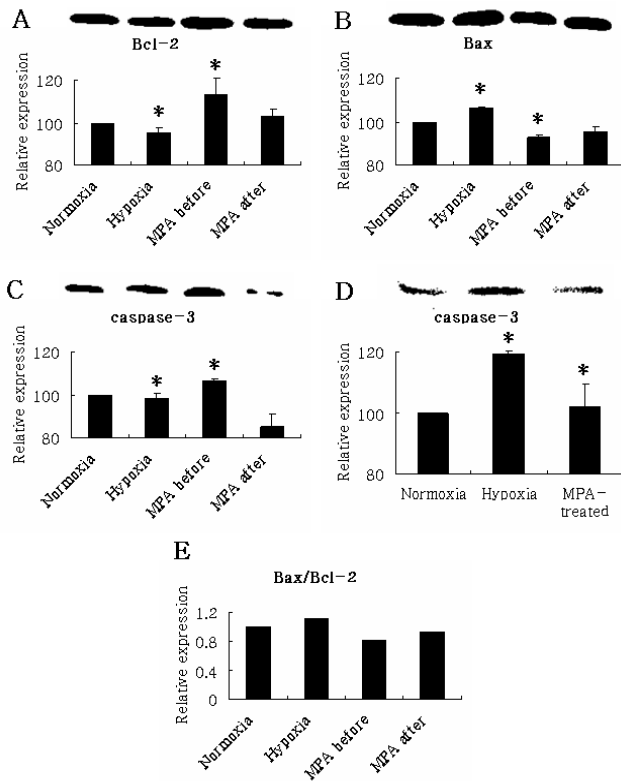 A
Bcl-2
Relative expression
120
100
80
*
*
Normoxia
Hypoxia
MPA before
MPA after
B
Bax
Relative expression
120
100
80
*
*
Normoxia
Hypoxia
MPA before
MPA after
C
caspase-3
Relative expression
120
100
80
*
*
Normoxia
Hypoxia
MPA before
MPA after
D
caspase-3
Relative expression
120
100
80
*
*
Normoxia
Hypoxia
MPA-
treated
E
Bax/Bcl-2
Relative expression
1.2
0.8
0.4
0
Normoxia
Hypoxia
MPA before
MPA after